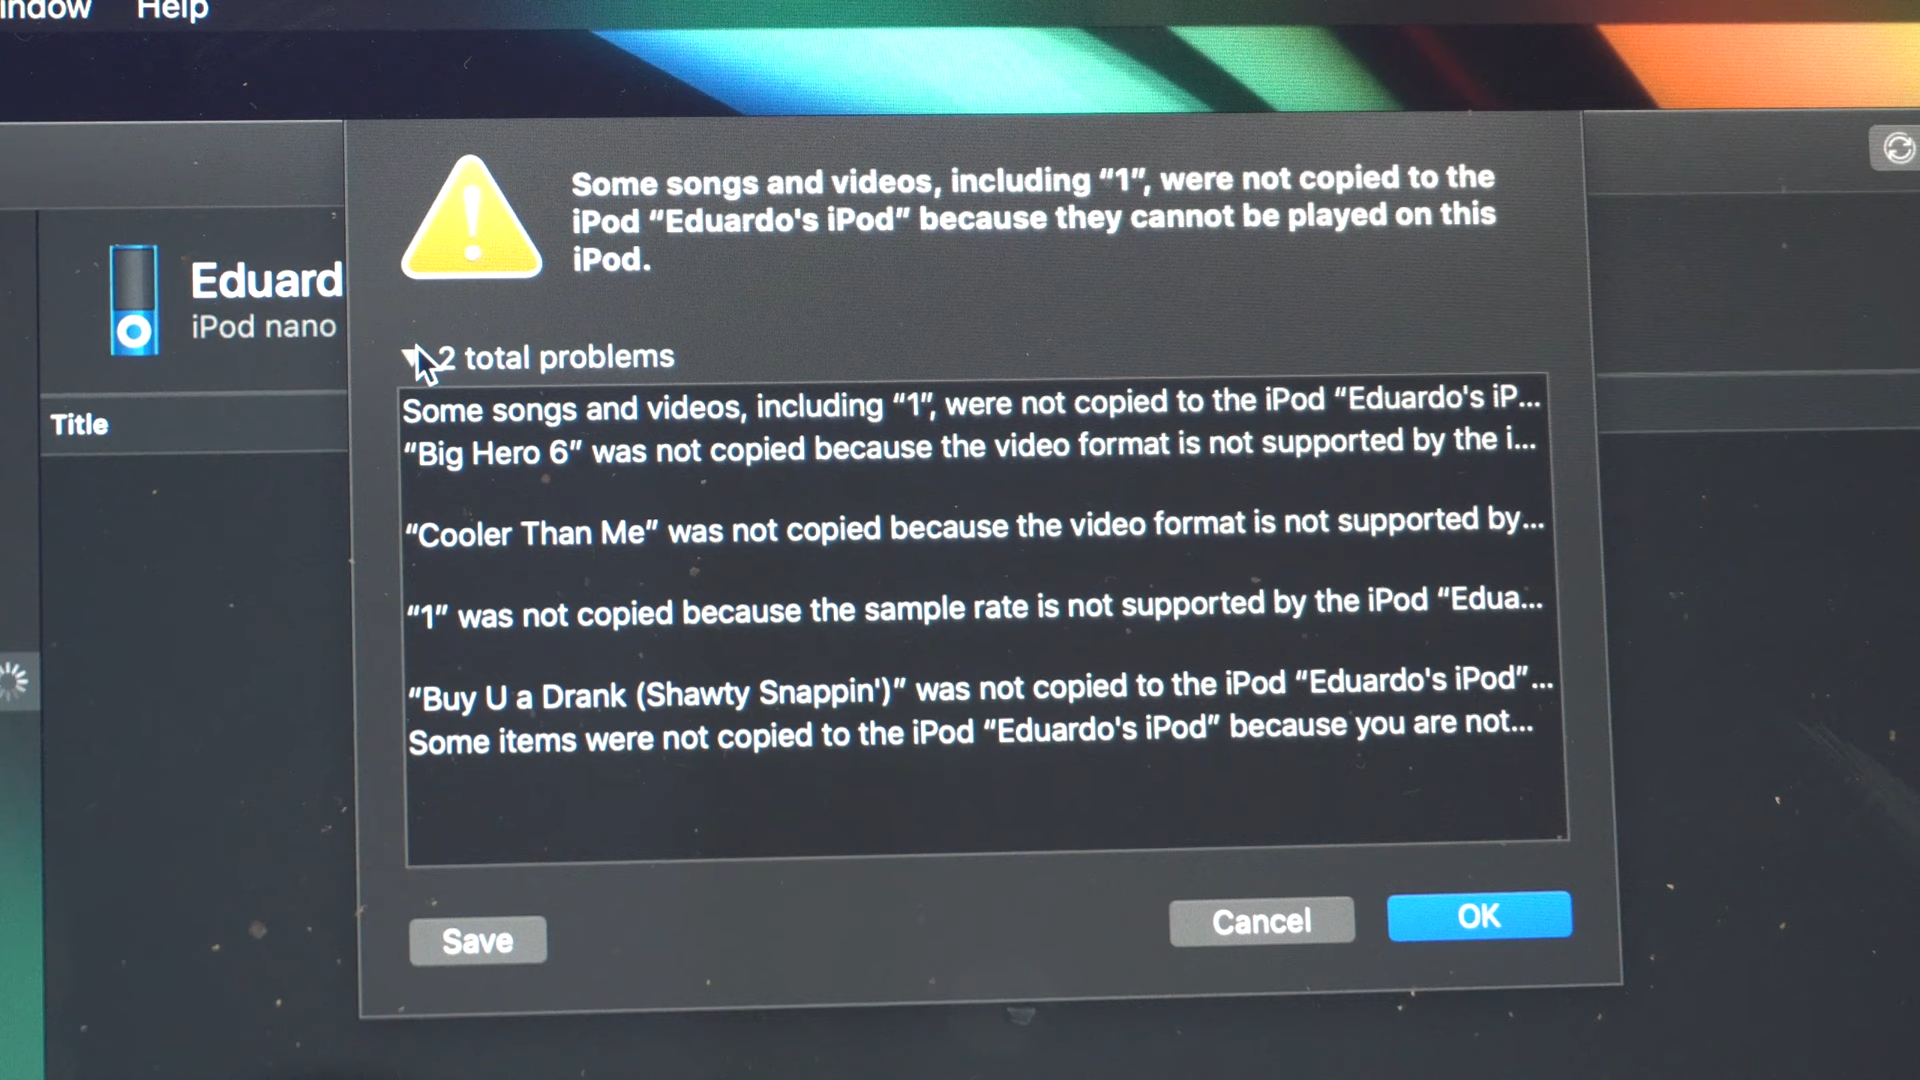 indow Help
Some songs and videos, including “1”, were not copied to the
iPod “Eduardo's iPod” because they cannot be played on this
iPod.
Eduard
iPod nano
2 total problems
Title
Some songs and videos, including “1”, were not copied to the iPod “Eduardo's iP...
“Big Hero 6” was not copied because the video format is not supported by the i...
“Cooler Than Me” was not copied because the video format is not supported by...
“1” was not copied because the sample rate is not supported by the iPod “Edua...
“Buy U a Drank (Shawty Snappin')” was not copied to the iPod “Eduardo's iPod”...
Some items were not copied to the iPod “Eduardo's iPod” because you are not...
Save
Cancel
OK